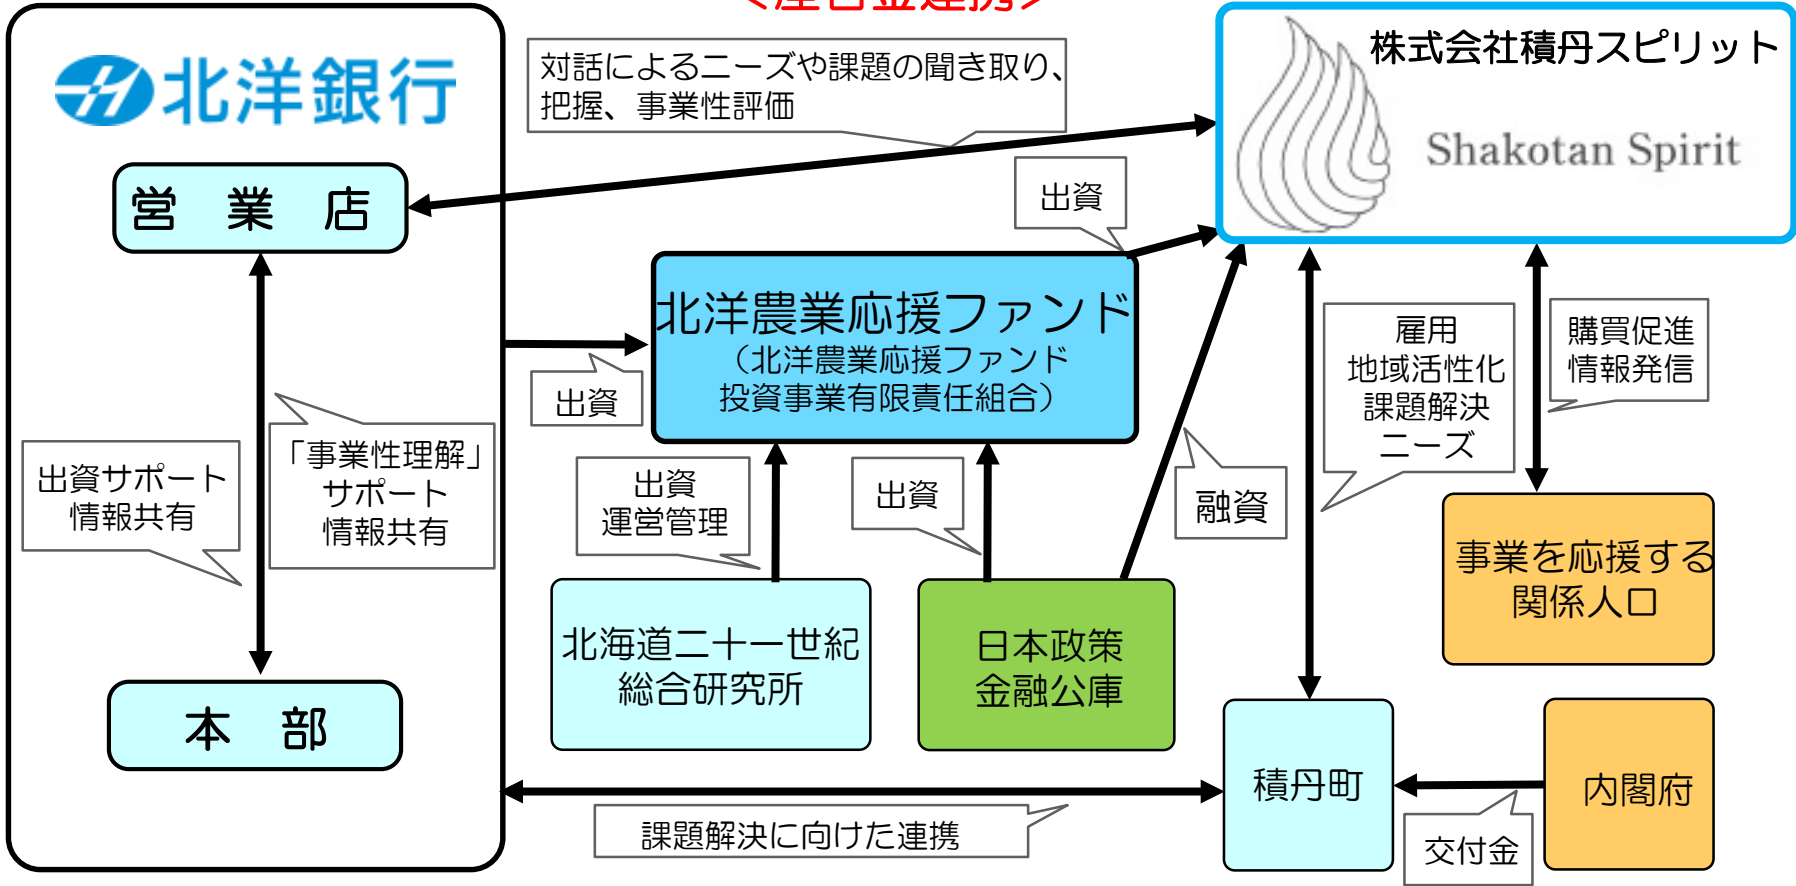 <産官金連携>
北洋銀行
対話によるニーズや課題の聞き取り、
把握、事業性評価
株式会社積丹スピリット
Shakotan Spirit
営業店
出資
北洋農業応援ファンド
（北洋農業応援ファンド
投資事業有限責任組合）
出資
雇用
地域活性化
課題解決
ニーズ
購買促進
情報発信
出資サポート
情報共有
「事業性理解」
サポート
情報共有
出資
運営管理
出資
融資
事業を応援する
関係人口
北海道二十一世紀
総合研究所
日本政策
金融公庫
本部
積丹町
内閣府
課題解決に向けた連携
交付金